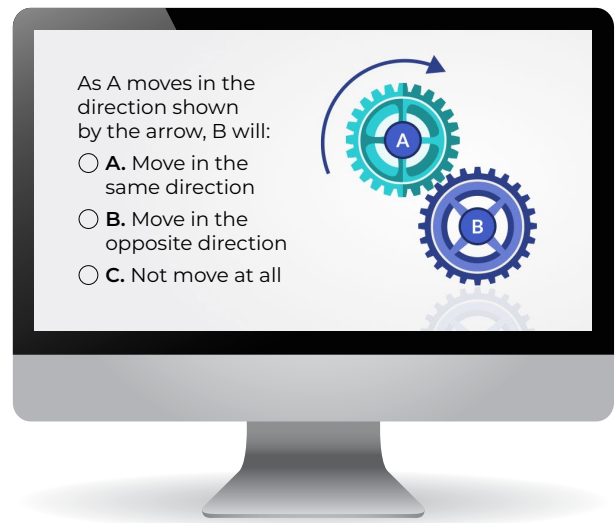 As A moves in the
direction shown
by the arrow, B will:
A. Move in the
same direction
B. Move in the
opposite direction
C. Not move at all
A
B